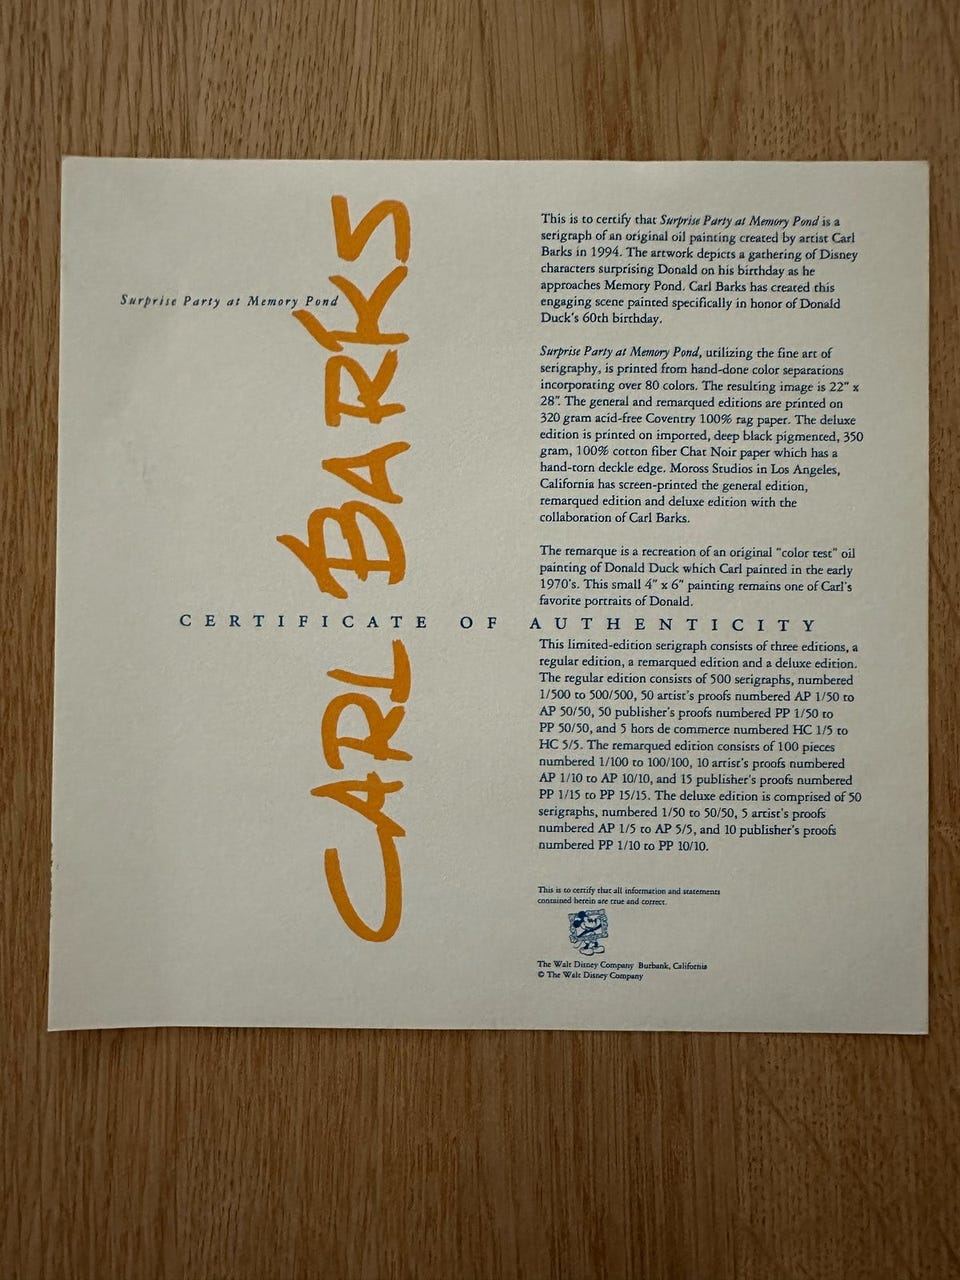 Surprise Party at Memory Pond
CARL BARKS
This is to certify that Surprise Party at Memory Pond is a
serigraph of an original oil painting created by artist Carl
Barks in 1994. The artwork depicts a gathering of Disney
characters surprising Donald on his birthday as he
approaches Memory Pond. Carl Barks has created this
engaging scene painted specifically in honor of Donald
Duck's 60th birthday.
Surprise Party at Memory Pond, utilizing the fine art of
serigraphy, is printed from hand-done color separations
incorporating over 80 colors. The resulting image is 22" x
28". The general and remarqued editions are printed on
320 gram acid-free Coventry 100% rag paper. The deluxe
edition is printed on imported, deep black pigmented, 350
gram, 100% cotton fiber Chat Noir paper which has a
hand-torn deckle edge. Moross Studios in Los Angeles,
California has screen-printed the general edition,
remarqued edition and deluxe edition with the
collaboration of Carl Barks.
The remarque is a recreation of an original "color test" oil
painting of Donald Duck which Carl painted in the early
1970's. This small 4" x 6" painting remains one of Carl's
favorite portraits of Donald.
CERTIFICATE OF AUTHENTICITY
This limited-edition serigraph consists of three editions, a
regular edition, a remarqued edition and a deluxe edition.
The regular edition consists of 500 serigraphs, numbered
1/500 to 500/500, 50 artist's proofs numbered AP 1/50 to
AP 50/50, 50 publisher's proofs numbered PP 1/50 to
PP 50/50, and 5 hors de commerce numbered HC 1/5 to
HC 5/5. The remarqued edition consists of 100 pieces
numbered 1/100 to 100/100, 10 artist's proofs numbered
AP 1/10 to AP 10/10, and 15 publisher's proofs numbered
PP 1/15 to PP 15/15. The deluxe edition is comprised of 50
serigraphs, numbered 1/50 to 50/50, 5 artist's proofs
numbered AP 1/5 to AP 5/5, and 10 publisher's proofs
numbered PP 1/10 to PP 10/10.
This is to certify that all information and statements
contained herein are true and correct.
The Walt Disney Company Burbank, California
© The Walt Disney Company